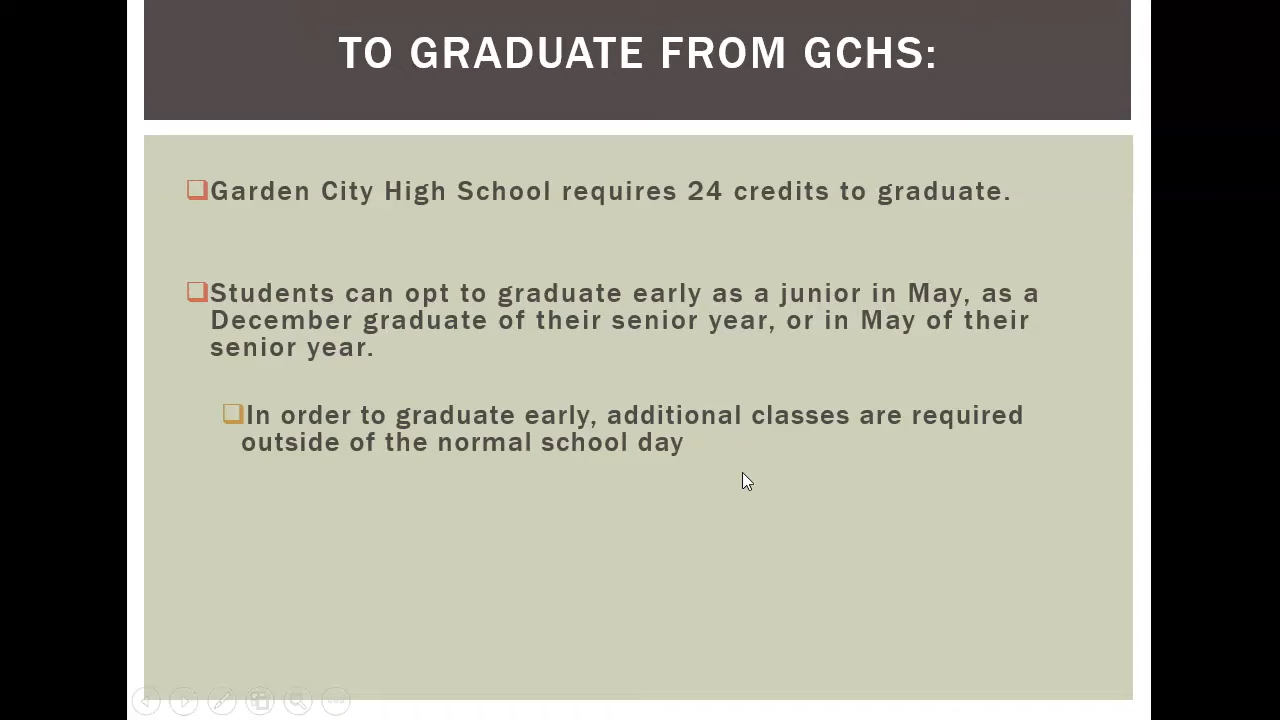 TO GRADUATE FROM GCHS:
Garden City High School requires 24 credits to graduate.
Students can opt to graduate early as a junior in May, as a
December graduate of their senior year, or in May of their
senior year.
In order to graduate early, additional classes are required
outside of the normal school day